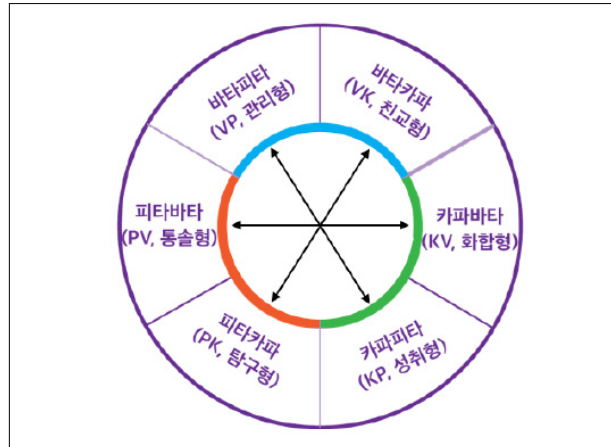 바타피타
(VP, 관리형)
바타카파
(VK, 친교형)
피타바타
(PV, 통솔형)
카파바타
(KV, 화합형)
피타카파
(PK, 탐구형)
카파피타
(KP, 성취형)